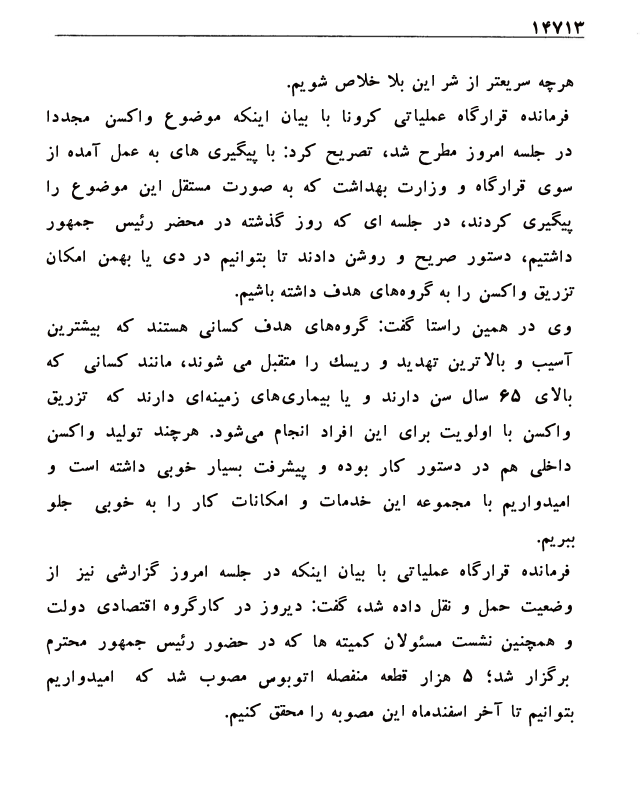 ۱۴۷۱۳
هرچه سریعتر از شر این بلا خلاص شویم.
فرمانده قرارگاه عملیاتی کرونا با بیان اینکه موضوع واکسن مجددا
در جلسه امروز مطرح شد، تصریح کرد: با پیگیری های به عمل آمده از
سوی قرارگاه و وزارت بهداشت که به صورت مستقل این موضوع را
پیگیری کردند، در جلسه ای که روز گذشته در محضر رئیس جمهور
داشتیم، دستور صریح و روشن دادند تا بتوانیم در دی یا بهمن امکان
تزریق واکسن را به گروه‌های هدف داشته باشیم.
وی در همین راستا گفت: گروه‌های هدف کسانی هستند که بیشترین
آسیب و بالاترین تهدید و ریسك را متقبل می شوند، مانند کسانی که
بالای ۶۵ سال سن دارند و یا بیماری‌های زمینه‌ای دارند که تزریق
واکسن با اولویت برای این افراد انجام می‌شود. هرچند تولید واکسن
داخلی هم در دستور کار بوده و پیشرفت بسیار خوبی داشته است و
امیدواریم با مجموعه این خدمات و امکانات کار را به خوبی جلو
ببریم.
فرمانده قرارگاه عملیاتی با بیان اینکه در جلسه امروز گزارشی نیز از
وضعیت حمل و نقل داده شد، گفت: دیروز در کارگروه اقتصادی دولت
و همچنین نشست مسئولان کمیته ها که در حضور رئیس جمهور محترم
برگزار شد؛ ۵ هزار قطعه منفصله اتوبوس مصوب شد که امیدواریم
بتوانیم تا آخر اسفندماه این مصوبه را محقق کنیم.